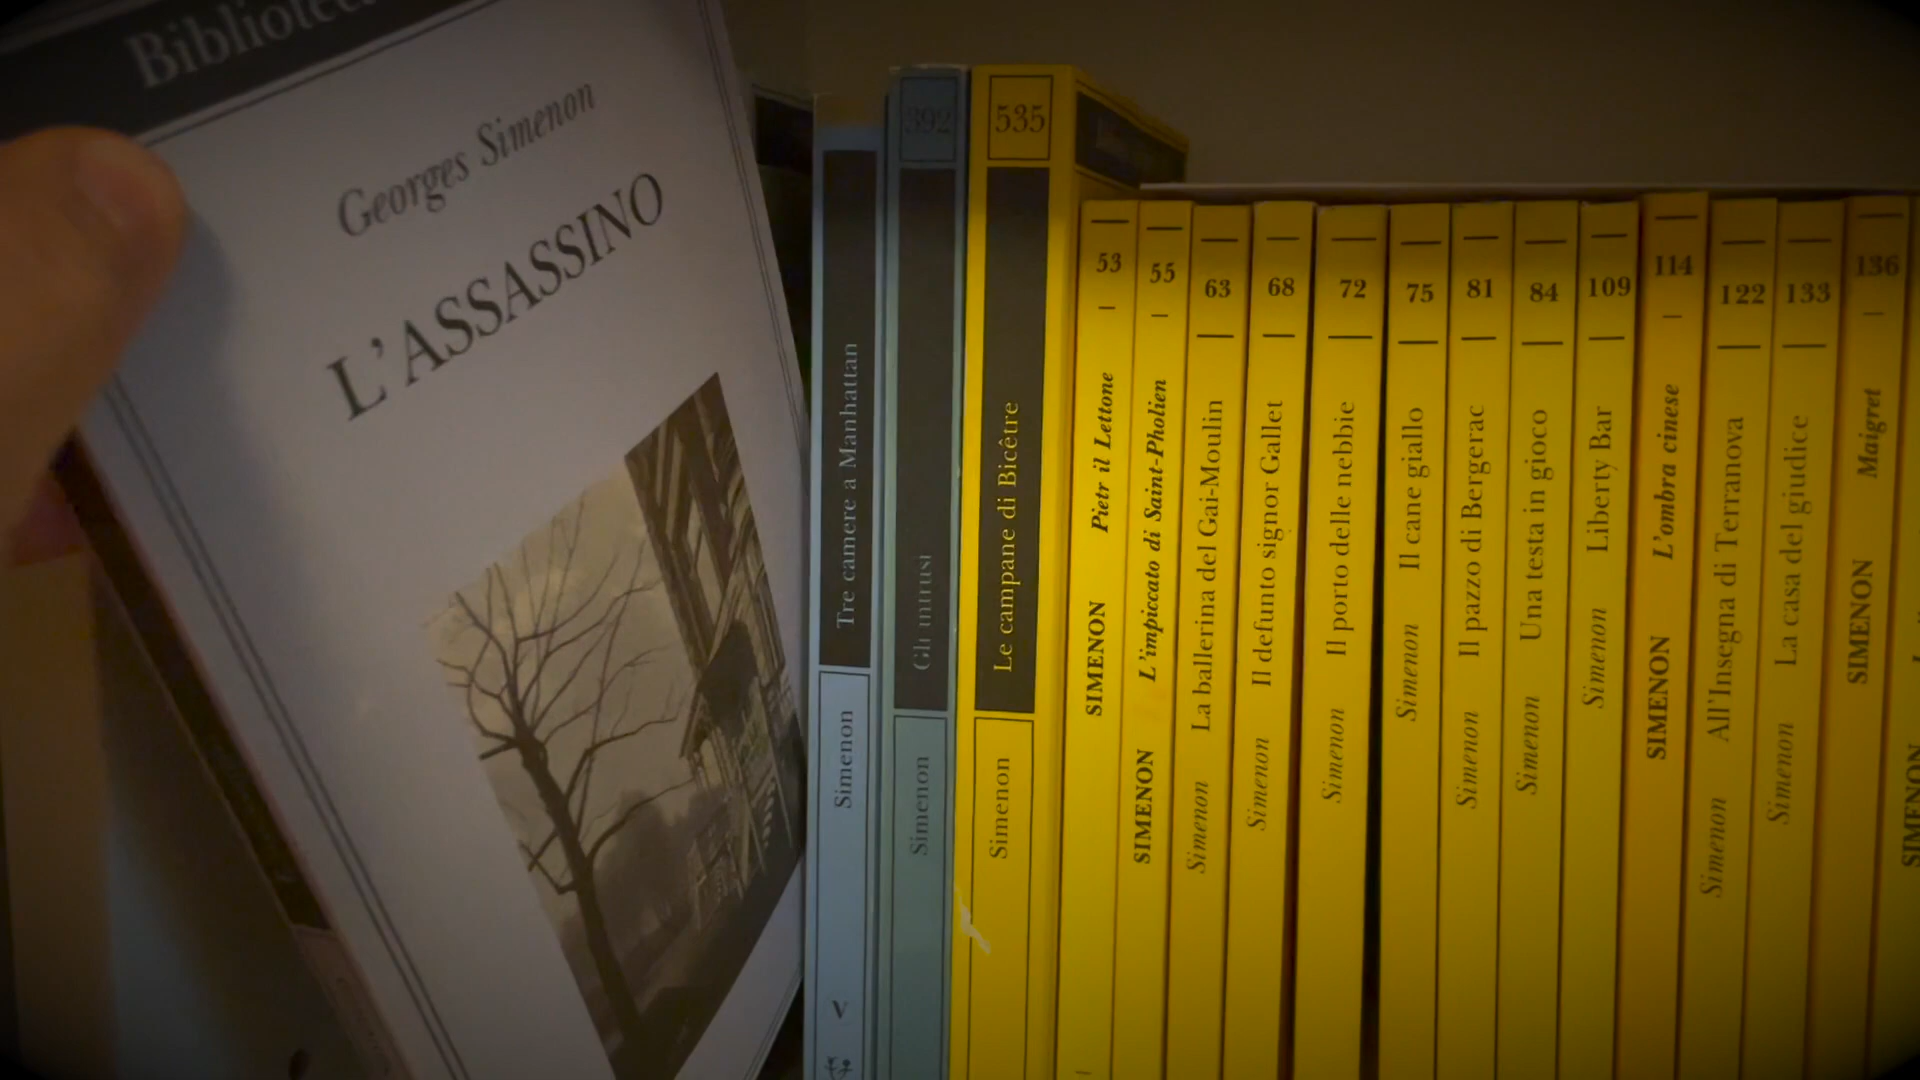 Georges Simenon
L'ASSASSINO
Tre camere a Manhattan
Simenon
392
Simenon
535
Le campane di Bicêtre
Simenon
53
Pietr il Lettone
SIMENON
55
L'impiccato di Saint-Pholien
SIMENON
63
La ballerina del Gai-Moulin
Simenon
68
Il defunto signor Gallet
Simenon
72
Il porto delle nebbie
Simenon
75
Il cane giallo
Simenon
81
Il pazzo di Bergerac
Simenon
84
Una testa in gioco
Simenon
109
Liberty Bar
Simenon
114
L'ombra cinese
SIMENON
122
All'Insegna di Terranova
Simenon
133
La casa del giudice
Simenon
136
Maigret
SIMENON
SIMENON